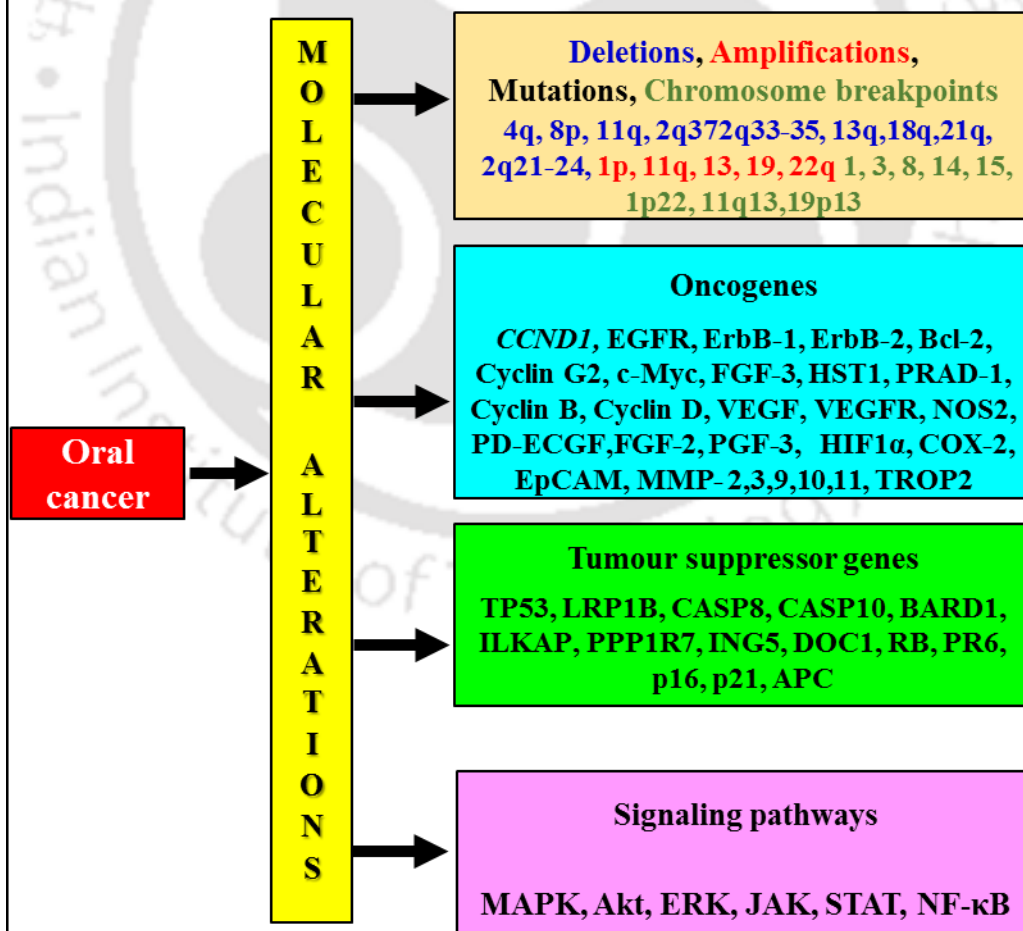 Oral
cancer
MOLECULAR ALTERATIONS
Deletions, Amplifications,
Mutations, Chromosome breakpoints
4q, 8p, 11q, 2q372q33-35, 13q,18q,21q,
2q21-24, 1p, 11q, 13, 19, 22q 1, 3, 8, 14, 15,
1p22, 11q13,19p13
Oncogenes
CCND1, EGFR, ErbB-1, ErbB-2, Bcl-2,
Cyclin G2, c-Myc, FGF-3, HST1, PRAD-1,
Cyclin B, Cyclin D, VEGF, VEGFR, NOS2,
PD-ECGF,FGF-2, PGF-3, HIF1α, COX-2,
EpCAM, MMP- 2,3,9,10,11, TROP2
Tumour suppressor genes
TP53, LRP1B, CASP8, CASP10, BARD1,
ILKAP, PPP1R7, ING5, DOC1, RB, PR6,
p16, p21, APC
Signaling pathways
MAPK, Akt, ERK, JAK, STAT, NF-κB
Indian Institu
of